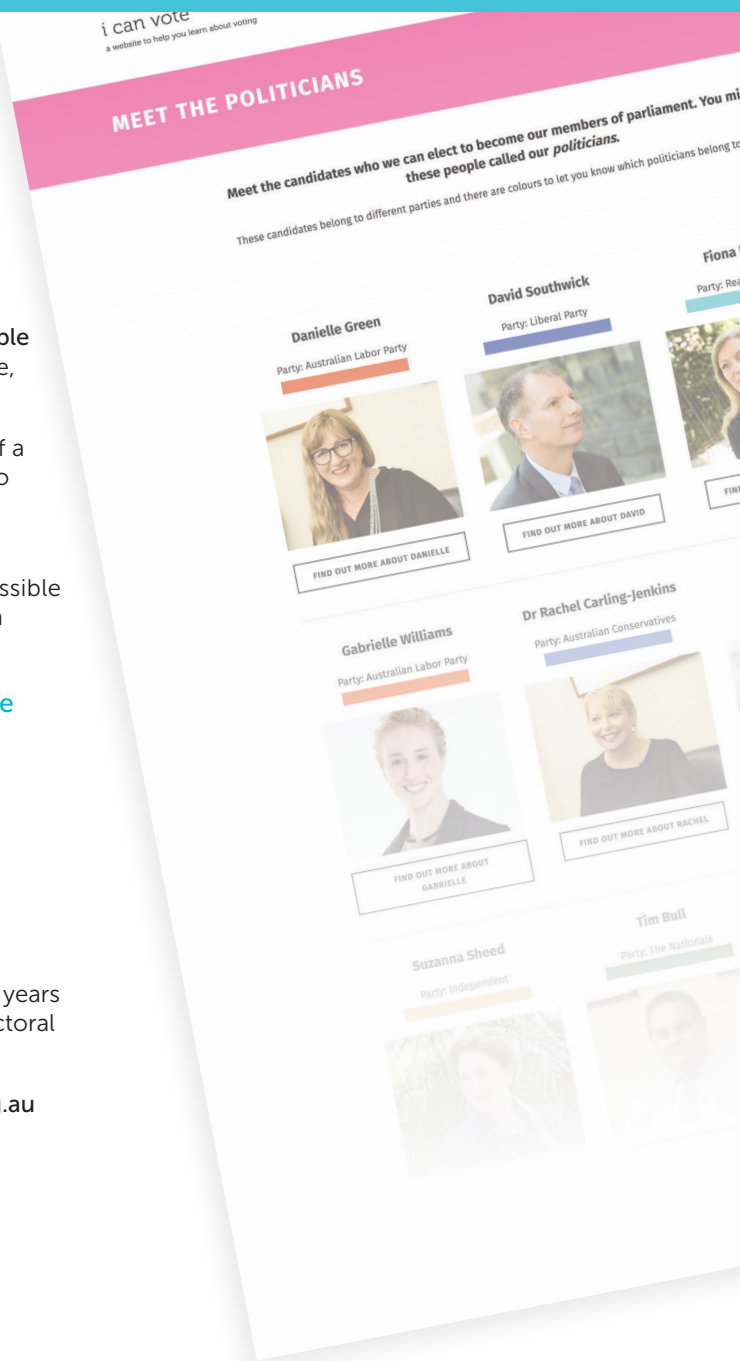 i can vote
a website to help you learn about voting
MEET THE POLITICIANS
Meet the candidates who we can elect to become our members of parliament. You
these people called our politicians.
These candidates belong to different parties and there are colours to let you know which politicians belong to
Danielle Green
Party: Australian Labor Party
FIND OUT MORE ABOUT DANIELLE
David Southwick
Party: Liberal Party
FIND OUT MORE ABOUT DAVID
Fiona
Party:
Gabrielle Williams
Party: Australian Labor Party
FIND OUT MORE ABOUT
GABRIELLE
Dr Rachel Carling-Jenkins
Party: Australian Conservatives
FIND OUT MORE ABOUT RACHEL
Suzanna Sheed
Party: Independent
Tim Bull
Party: The Nationals
f a
years